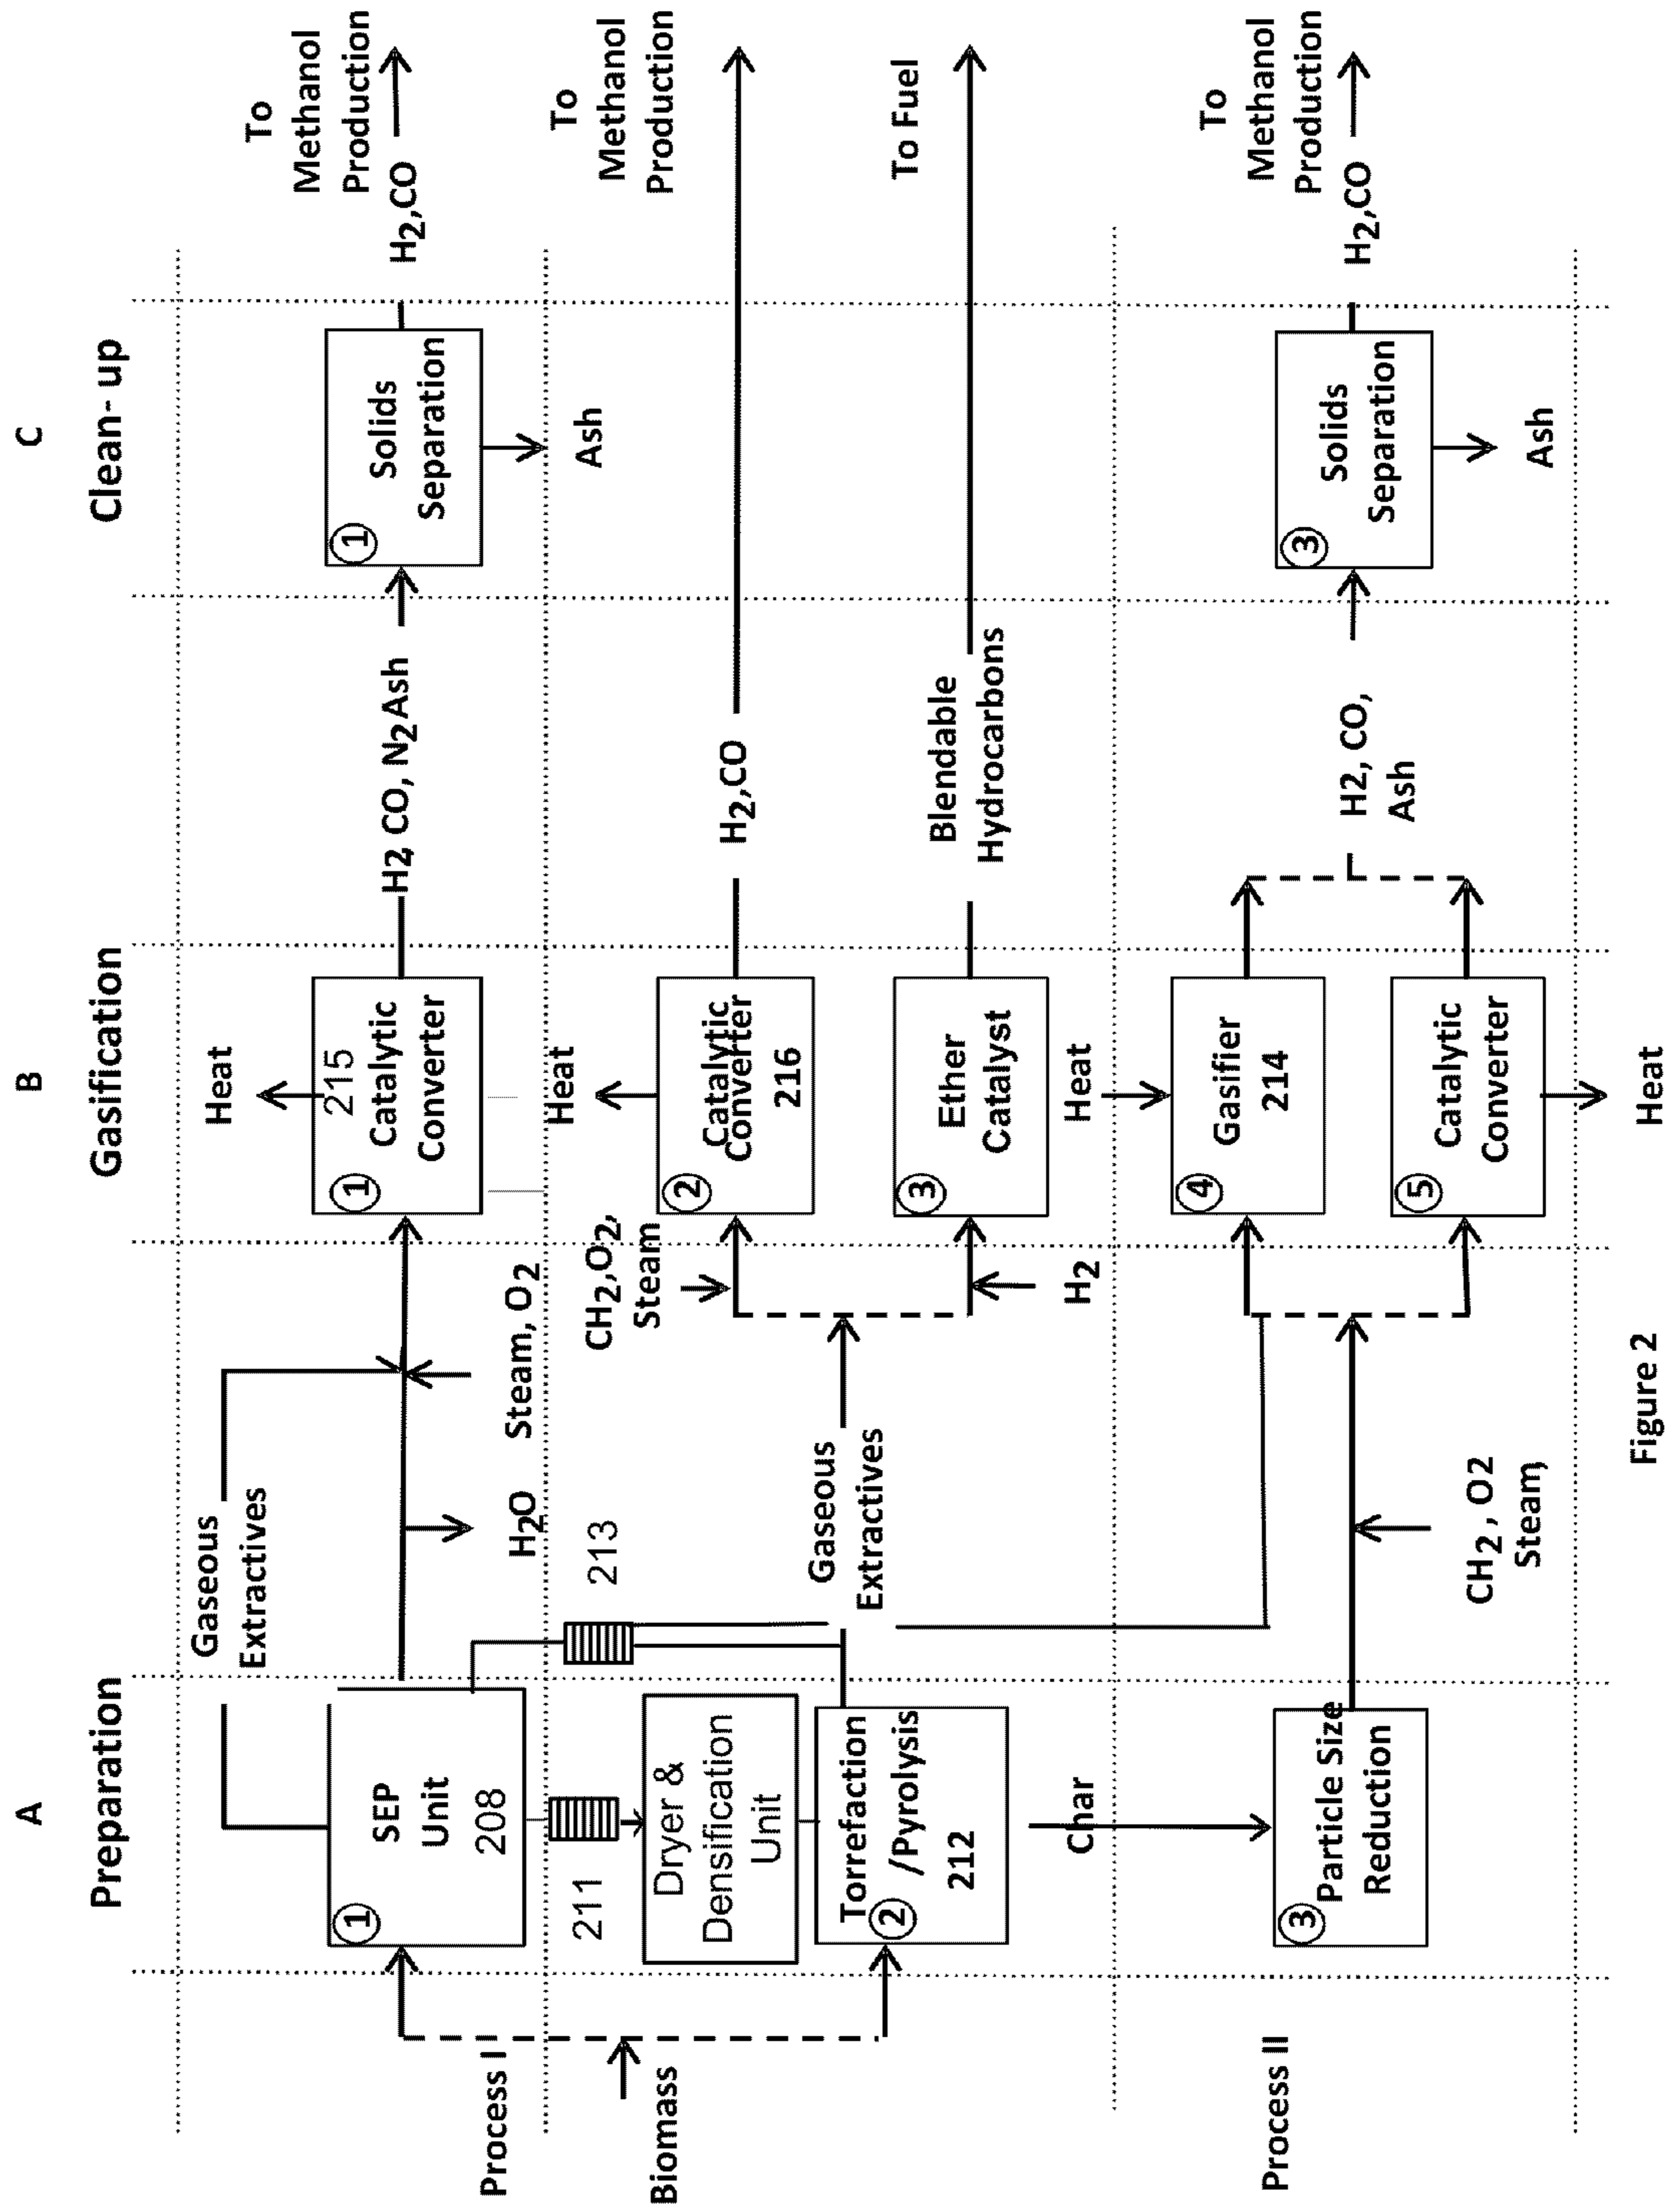 A
B
C
Preparation
Gasification
Clean- up
Process I
Biomass
Process II
Gaseous
Extractives
1
SEP
Unit
208
H2O
Steam, O2
Heat
215
1
Catalytic
Converter
H2, CO, N2Ash
1
Solids
Separation
Ash
H2,CO
To
Methanol
Production
211
213
Dryer &
Densification
Unit
Torrefaction
2
/Pyrolysis
212
Gaseous
Extractives
CH2,O2,
Steam
H2
Heat
2
Catalytic
Converter
216
H2,CO
To
Methanol
Production
3
Ether
Catalyst
Blendable
Hydrocarbons
To Fuel
Char
3
Particle Size
Reduction
CH2, O2
Steam,
Heat
4
Gasifier
214
5
Catalytic
Converter
Heat
H2, CO,
Ash
3
Solids
Separation
Ash
H2,CO
To
Methanol
Production
Figure 2